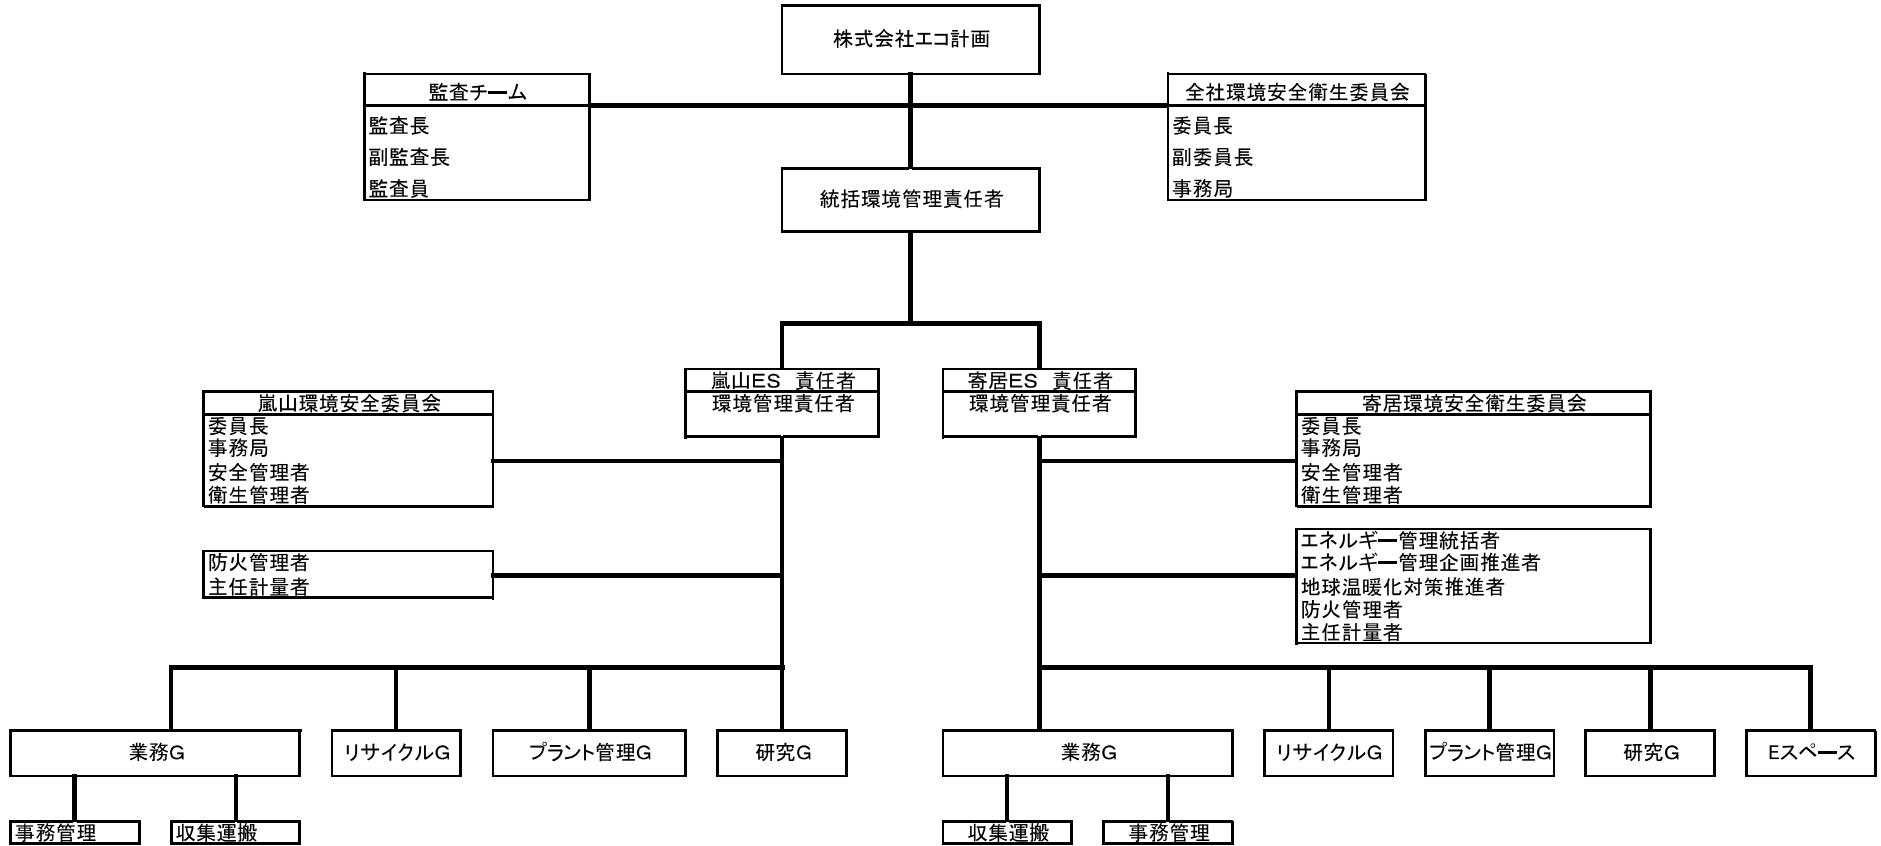 株式会社エコ計画
監査チーム
監査長
副監査長
監査員
全社環境安全衛生委員会
委員長
副委員長
事務局
統括環境管理責任者
嵐山ES　責任者
環境管理責任者
寄居ES　責任者
環境管理責任者
嵐山環境安全委員会
委員長
事務局
安全管理者
衛生管理者
寄居環境安全衛生委員会
委員長
事務局
安全管理者
衛生管理者
防火管理者
主任計量者
エネルギー管理統括者
エネルギー管理企画推進者
地球温暖化対策推進者
防火管理者
主任計量者
業務G
リサイクルG
プラント管理G
研究G
業務G
リサイクルG
プラント管理G
研究G
Eスペース
事務管理
収集運搬
収集運搬
事務管理